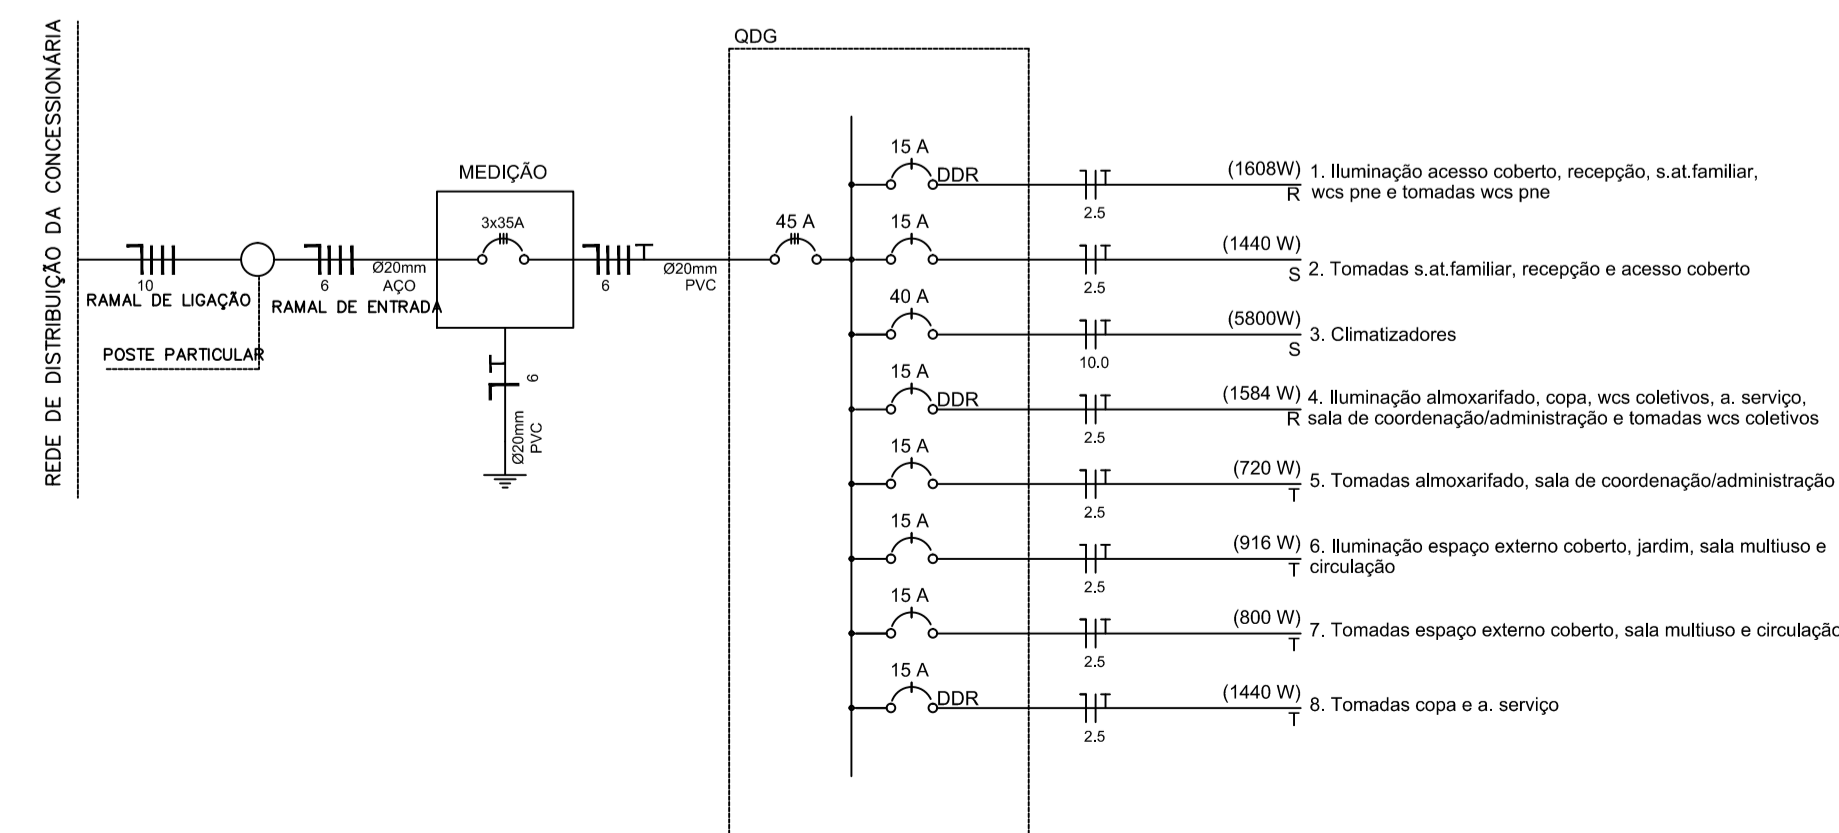 REDE DE DISTRIBUIÇÃO DA CONCESSIONÁRIA
10
RAMAL DE LIGAÇÃO
POSTE PARTICULAR
6
RAMAL DE ENTRADA
Ø20mm
AÇO
MEDIÇÃO
3x35A
6
Ø20mm
PVC
6
Ø20mm
PVC
QDG
45 A
15 A
DDR
2.5
(1608W)
R
1. Iluminação acesso coberto, recepção, s.at.familiar,
wcs pne e tomadas wcs pne
15 A
2.5
(1440 W)
S
2. Tomadas s.at.familiar, recepção e acesso coberto
40 A
10.0
(5800W)
S
3. Climatizadores
15 A
DDR
2.5
(1584 W)
R
4. Iluminação almoxarifado, copa, wcs coletivos, a. serviço,
sala de coordenação/administração e tomadas wcs coletivos
15 A
2.5
(720 W)
T
5. Tomadas almoxarifado, sala de coordenação/administração
15 A
2.5
(916 W)
T
6. Iluminação espaço externo coberto, jardim, sala multiuso e
circulação
15 A
2.5
(800 W)
T
7. Tomadas espaço externo coberto, sala multiuso e circulação
15 A
DDR
2.5
(1440 W)
T
8. Tomadas copa e a. serviço